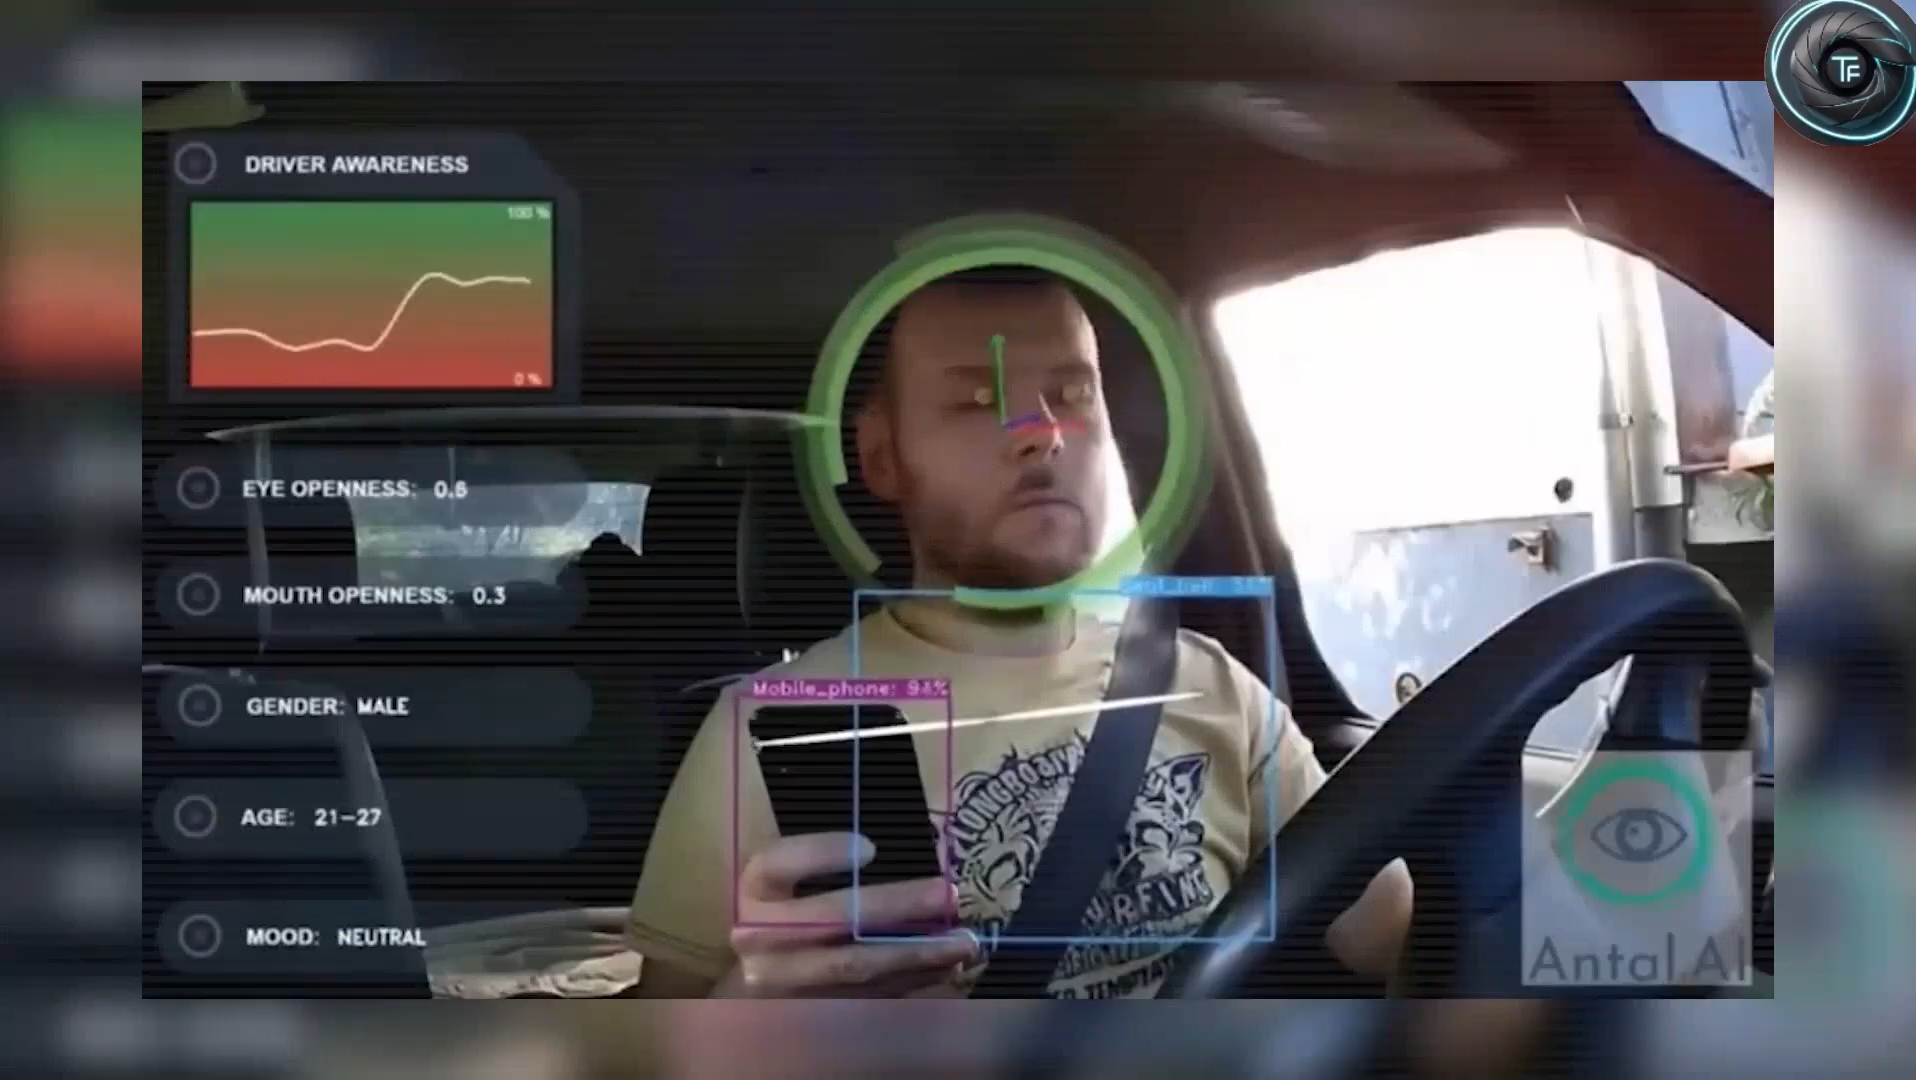 TF
DRIVER AWARENESS
100 %
0 %
EYE OPENNESS: 0.6
MOUTH OPENNESS: 0.3
GENDER: MALE
AGE: 21-27
MOOD: NEUTRAL
Mobile_phone:
LONGBOARD
Antal.AI